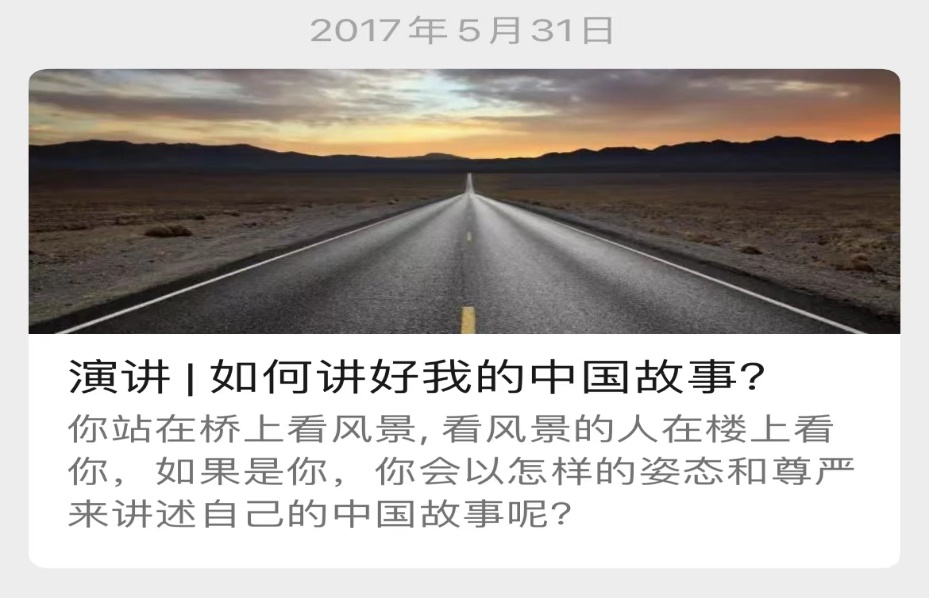 2017年5月31日
演讲 | 如何讲好我的中国故事?
你站在桥上看风景, 看风景的人在楼上看
你，如果是你，你会以怎样的姿态和尊严
来讲述自己的中国故事呢?